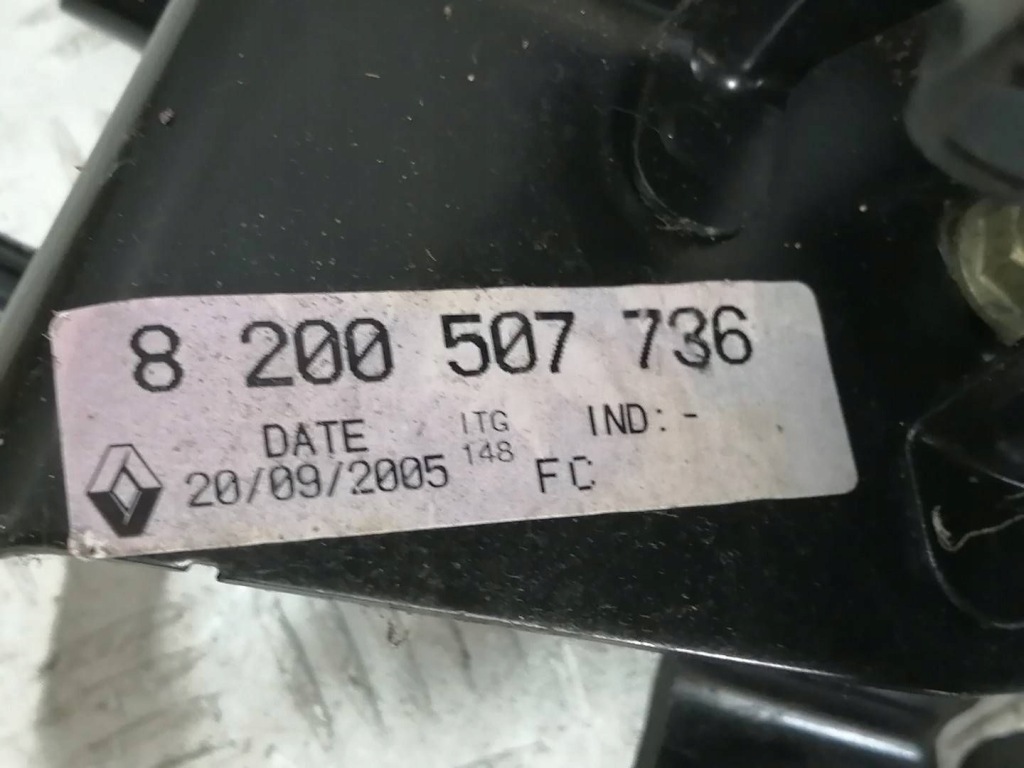 8 200 507 736
DATE ITG IND: -
20/09/2005 148 FC